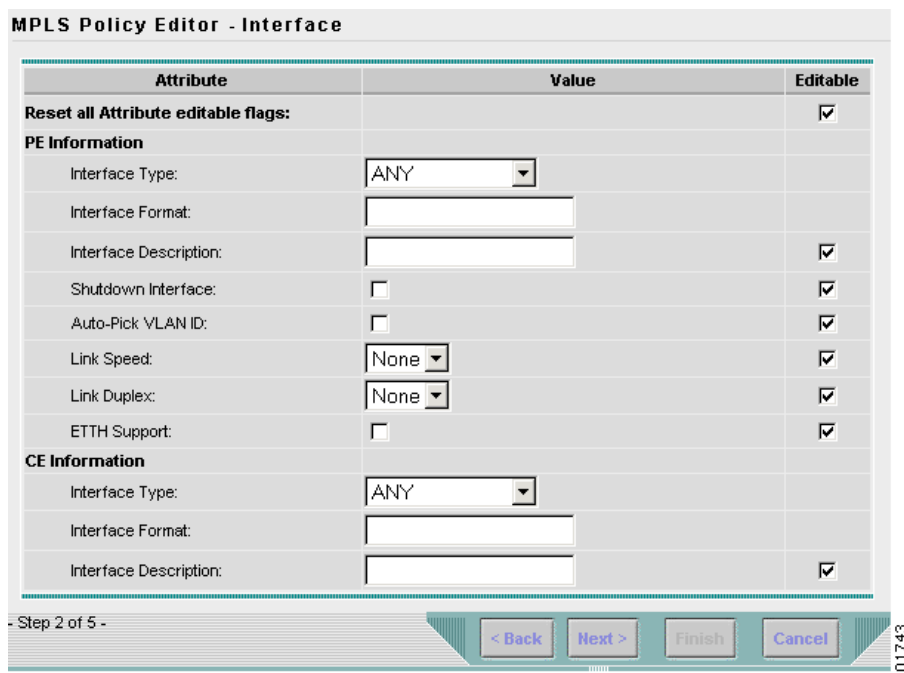 MPLS Policy Editor - Interface
Attribute Value Editable
Reset all Attribute editable flags:
PE Information
Interface Type: ANY
Interface Format:
Interface Description:
Shutdown Interface:
Auto-Pick VLAN ID:
Link Speed: None
Link Duplex: None
ETTH Support:
CE Information
Interface Type: ANY
Interface Format:
Interface Description:
- Step 2 of 5 -
< Back Next > Finish Cancel
01743